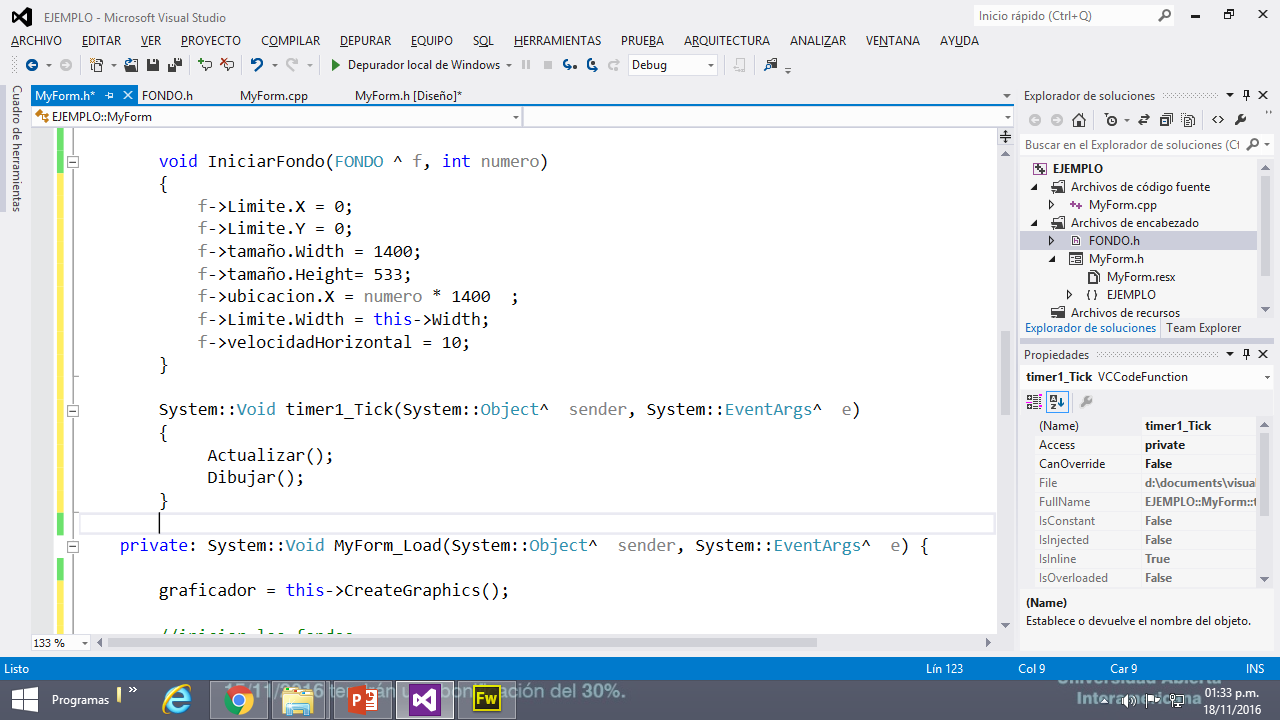 EJEMPLO - Microsoft Visual Studio
Inicio rápido (Ctrl+Q)
ARCHIVO EDITAR VER PROYECTO COMPILAR DEPURAR EQUIPO SQL HERRAMIENTAS PRUEBA ARQUITECTURA ANALIZAR VENTANA AYUDA
Depurador local de Windows Debug
Cuadro de herramientas
MyForm.h* FONDO.h MyForm.cpp MyForm.h [Diseño]*
EJEMPLO::MyForm
void IniciarFondo(FONDO ^ f, int numero)
{
f->Limite.X = 0;
f->Limite.Y = 0;
f->tamaño.Width = 1400;
f->tamaño.Height= 533;
f->ubicacion.X = numero * 1400 ;
f->Limite.Width = this->Width;
f->velocidadHorizontal = 10;
}
System::Void timer1_Tick(System::Object^ sender, System::EventArgs^ e)
{
Actualizar();
Dibujar();
}
private: System::Void MyForm_Load(System::Object^ sender, System::EventArgs^ e) {
graficador = this->CreateGraphics();
133 %
Explorador de soluciones
Buscar en el Explorador de soluciones (Ct
EJEMPLO
Archivos de código fuente
MyForm.cpp
Archivos de encabezado
FONDO.h
MyForm.h
MyForm.resx
EJEMPLO
Archivos de recursos
Explorador de soluciones Team Explorer
Propiedades
timer1_Tick VCCodeFunction
(Name) timer1_Tick
Access private
CanOverride False
File d:\documents\visua
FullName EJEMPLO::MyForm::t
IsConstant False
IsInjected False
IsInline True
IsOverloaded False
(Name)
Establece o devuelve el nombre del objeto.
Listo Lín 123 Col 9 Car 9 INS
Programas »
Fw
del 30%.
01:33 p.m.
18/11/2016